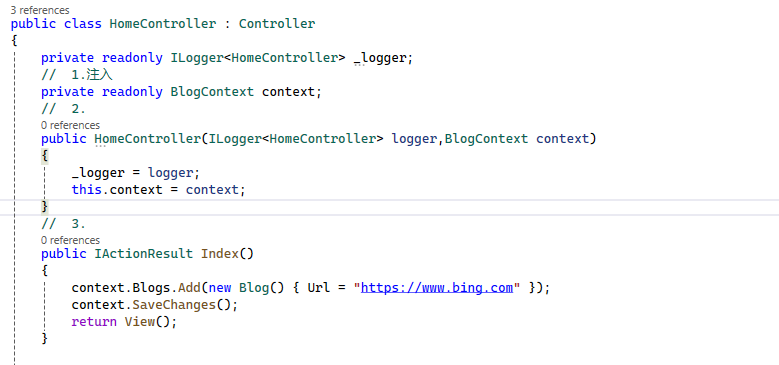 3 references
public class HomeController : Controller
{
private readonly ILogger<HomeController> _logger;
// 1.注入
private readonly BlogContext context;
// 2.
0 references
public HomeController(ILogger<HomeController> logger,BlogContext context)
{
_logger = logger;
this.context = context;
}
// 3.
0 references
public IActionResult Index()
{
context.Blogs.Add(new Blog() { Url = "https://www.bing.com" });
context.SaveChanges();
return View();
}